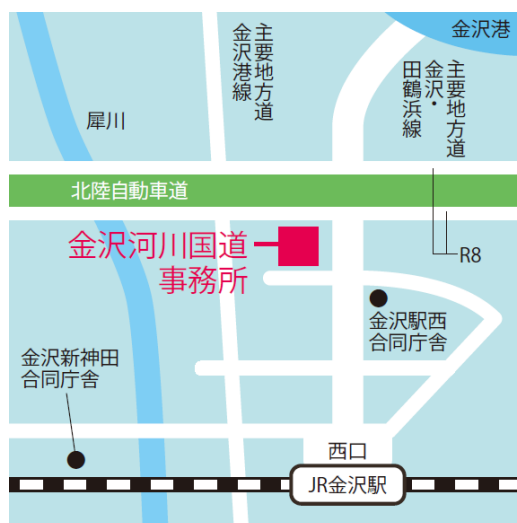 金沢港
主要地方道
金沢港線
主要地方道
金沢・
田鶴浜線
犀川
北陸自動車道
金沢河川国道
事務所
R8
金沢駅西
合同庁舎
金沢新神田
合同庁舎
西口
JR金沢駅